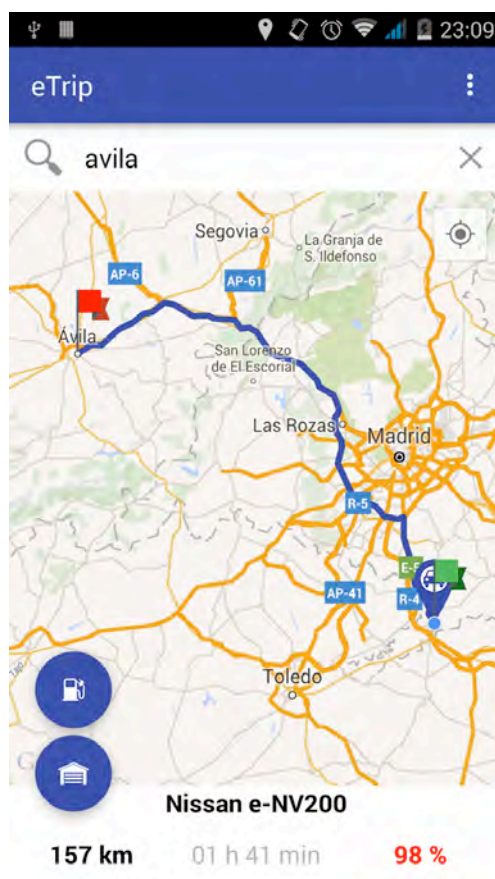 23:09
eTrip
avila
Segovia
La Granja de
S. Ildefonso
AP-6
AP-61
Ávila
San Lorenzo
de El Escorial
Las Rozas
Madrid
R-5
R-4
AP-41
Toledo
Nissan e-NV200
157 km 01 h 41 min 98 %